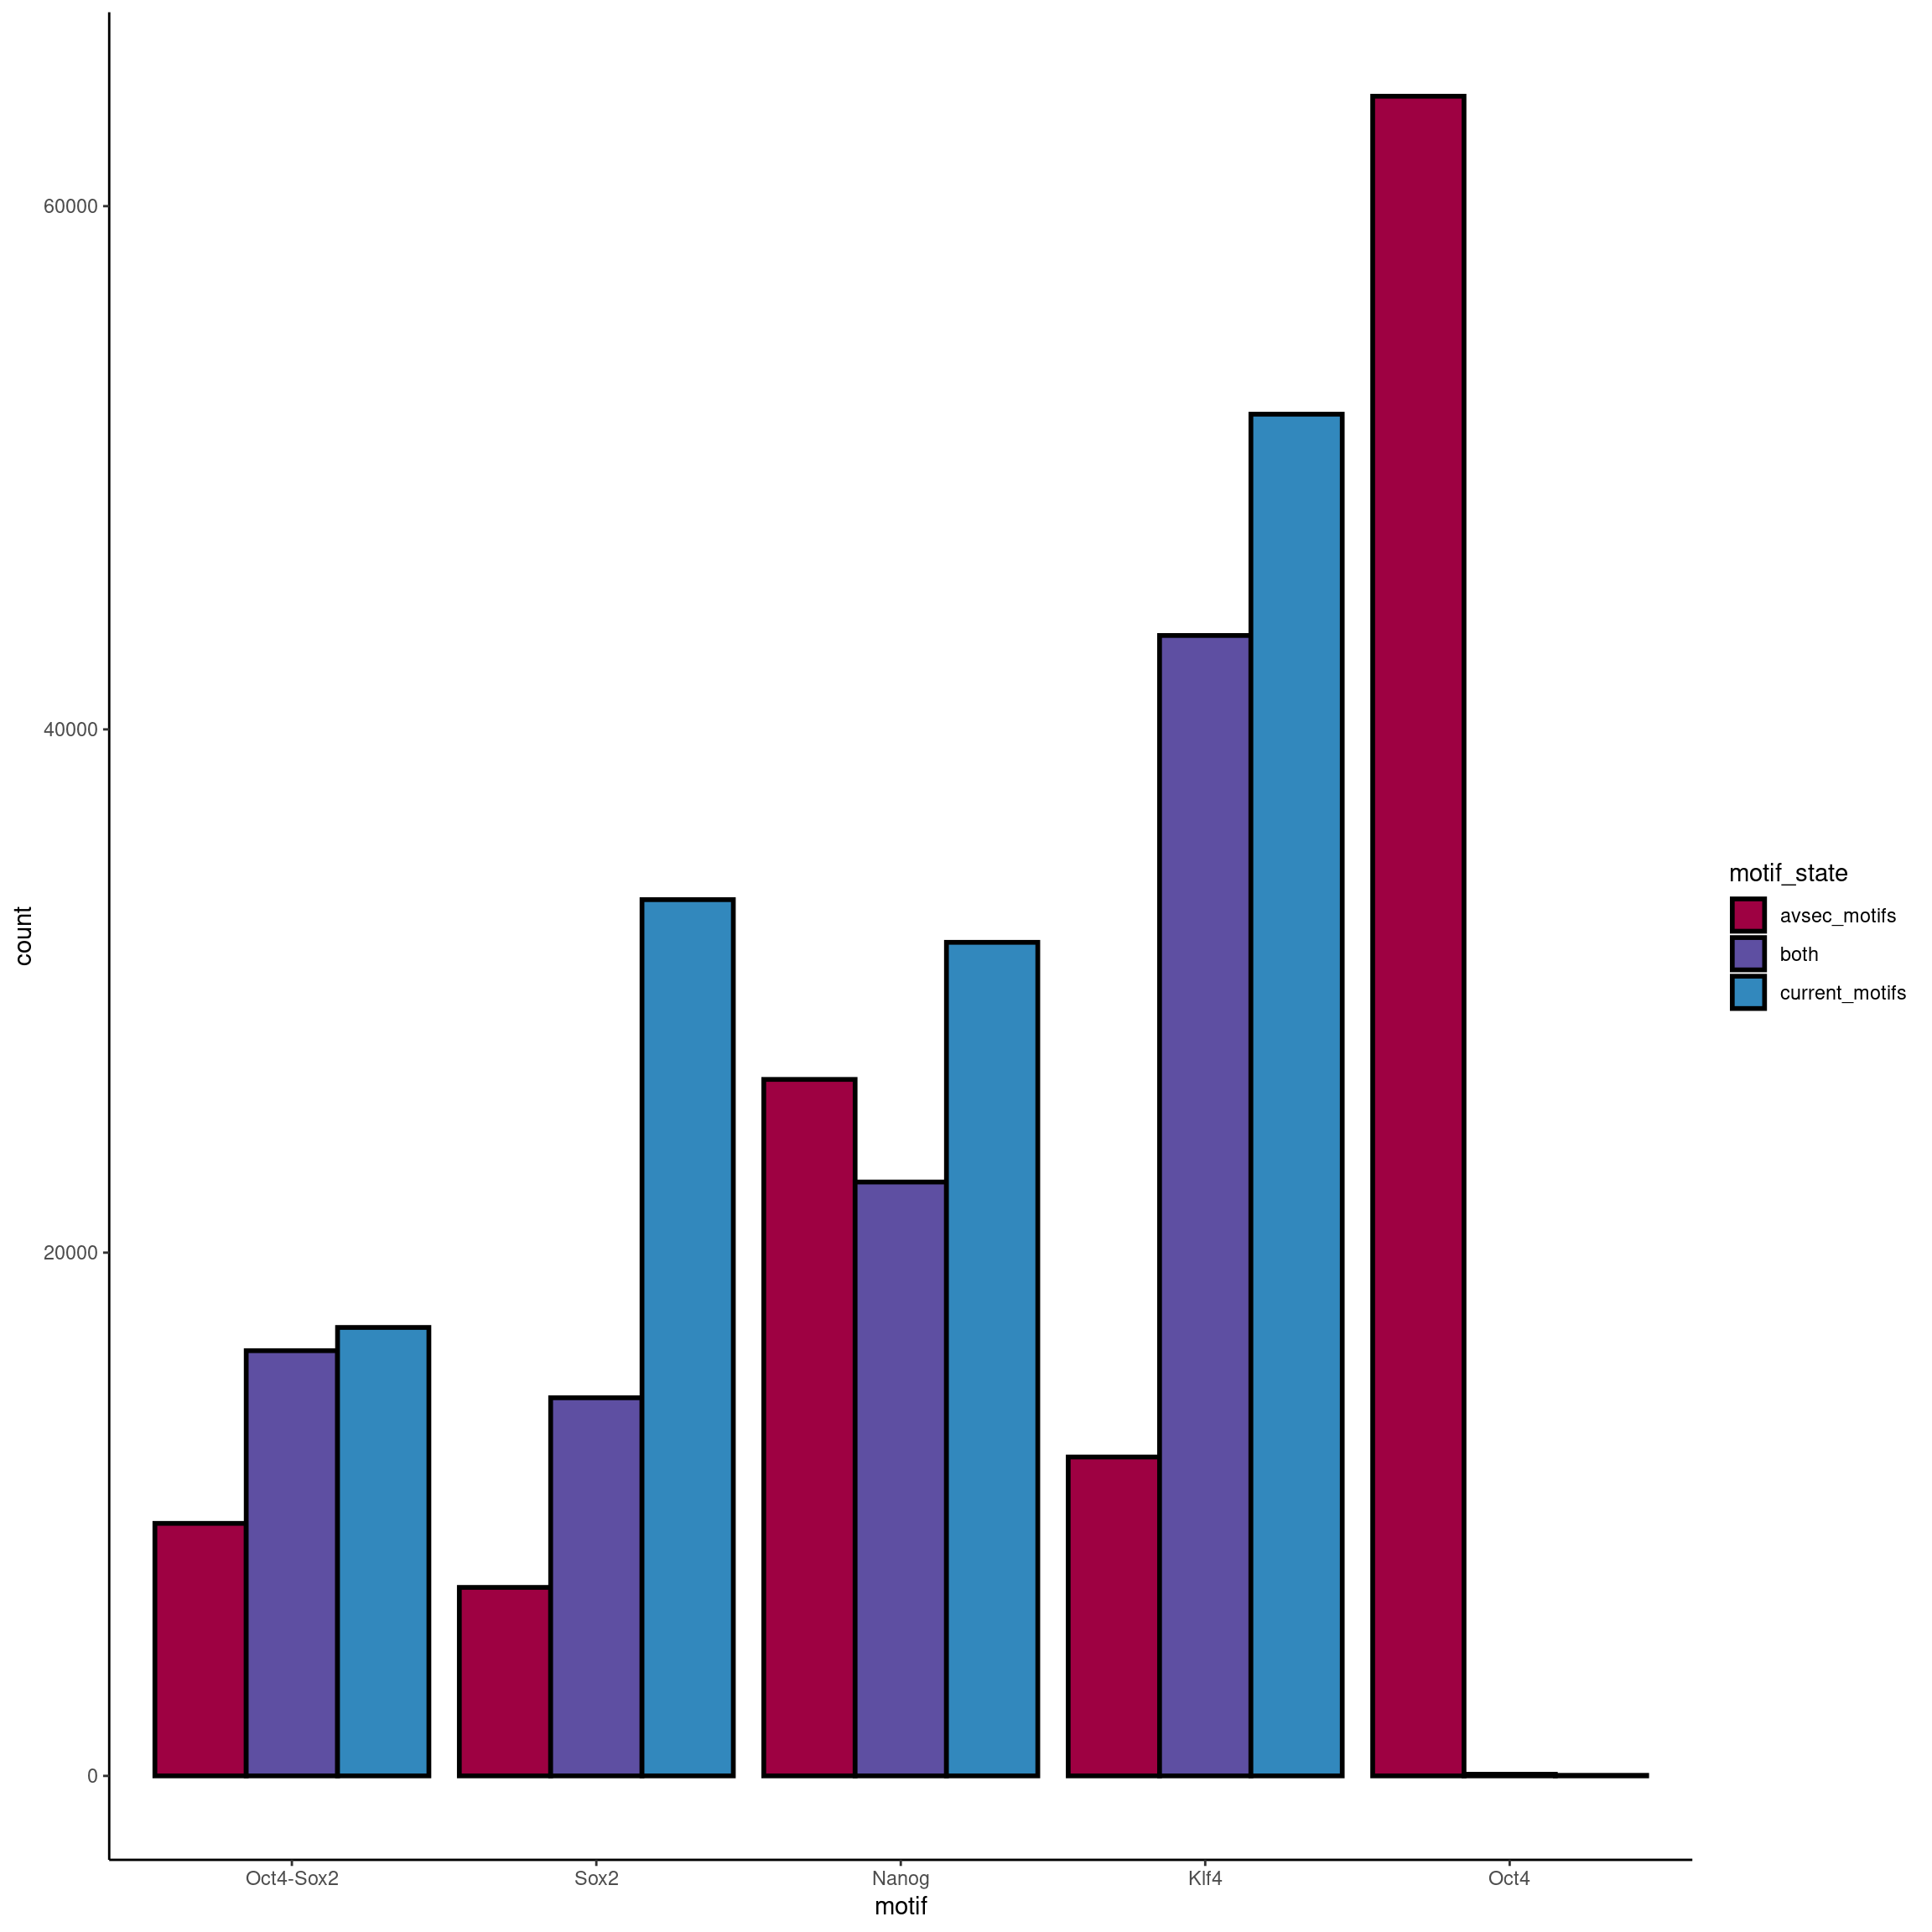 60000
40000
20000
0
count
Oct4-Sox2
Sox2
Nanog
Klf4
Oct4
motif
motif_state
avsec_motifs
both
current_motifs